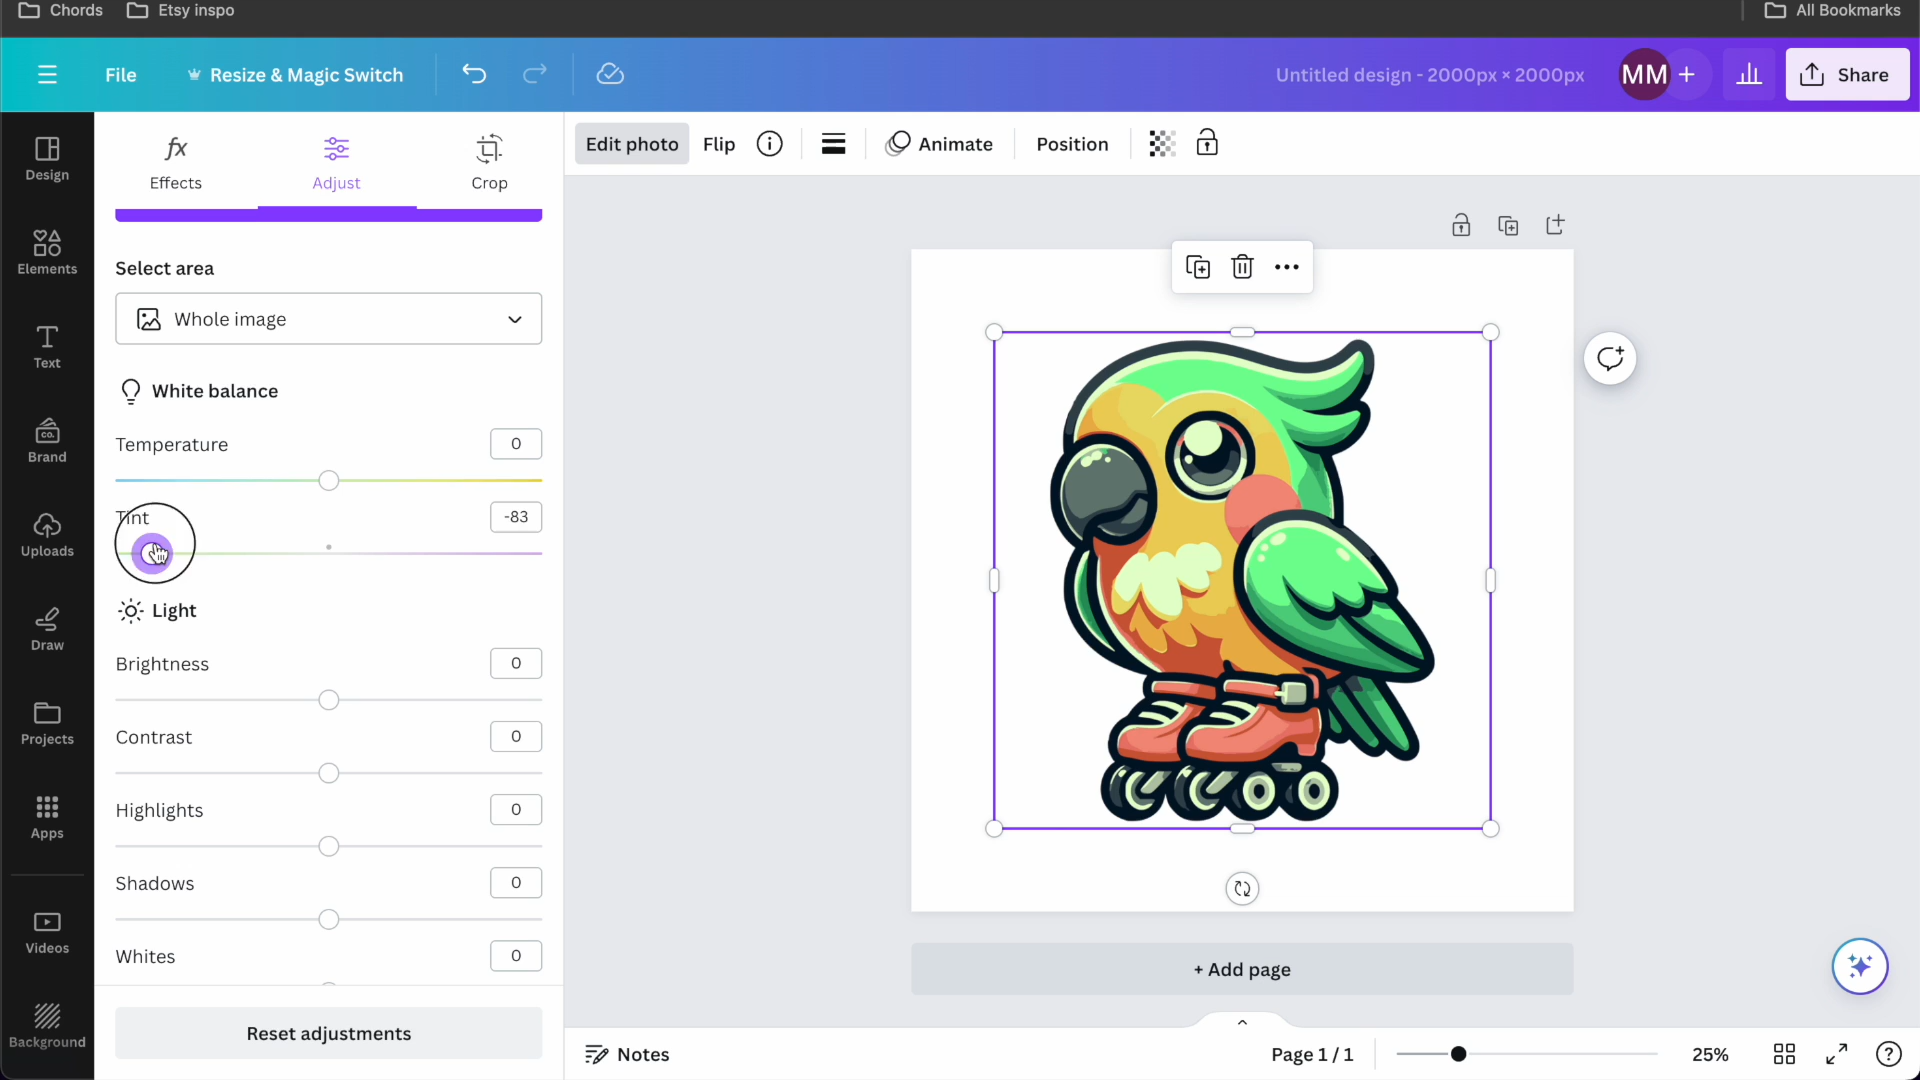 Chords
Etsy inspo
All Bookmarks
File
Resize & Magic Switch
Untitled design - 2000px × 2000px
MM
+
Share
Design
Elements
Text
CO.
Brand
Uploads
Draw
Projects
Apps
Videos
Background
fx
Effects
Adjust
Crop
Edit photo
Flip
Animate
Position
Select area
Whole image
White balance
Temperature
0
Tint
-83
Light
Brightness
0
Contrast
0
Highlights
0
Shadows
0
Whites
0
Reset adjustments
+ Add page
Notes
Page 1 / 1
25%
?